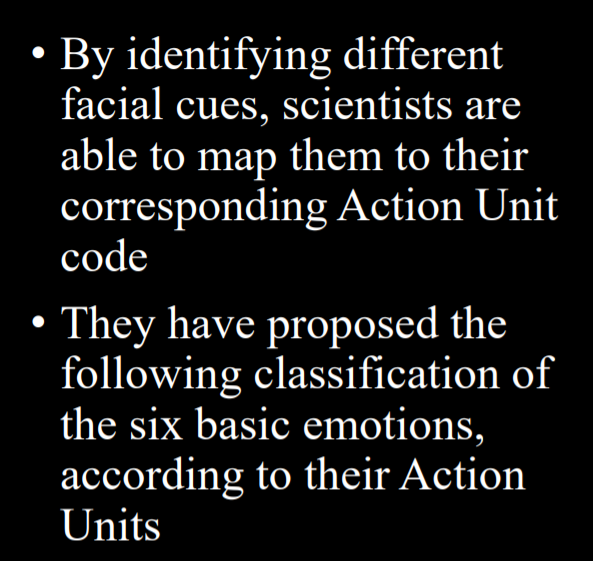 • By identifying different
facial cues, scientists are
able to map them to their
corresponding Action Unit
code
• They have proposed the
following classification of
the six basic emotions,
according to their Action
Units